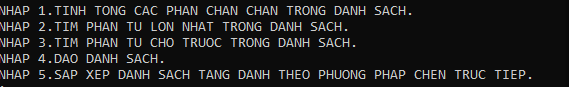 NHAP 1.TINH TONG CAC PHAN CHAN CHAN TRONG DANH SACH.
NHAP 2.TIM PHAN TU LON NHAT TRONG DANH SACH.
NHAP 3.TIM PHAN TU CHO TRUOC TRONG DANH SACH.
NHAP 4.DAO DANH SACH.
NHAP 5.SAP XEP DANH SACH TANG DANH THEO PHUONG PHAP CHEN TRUC TIEP.